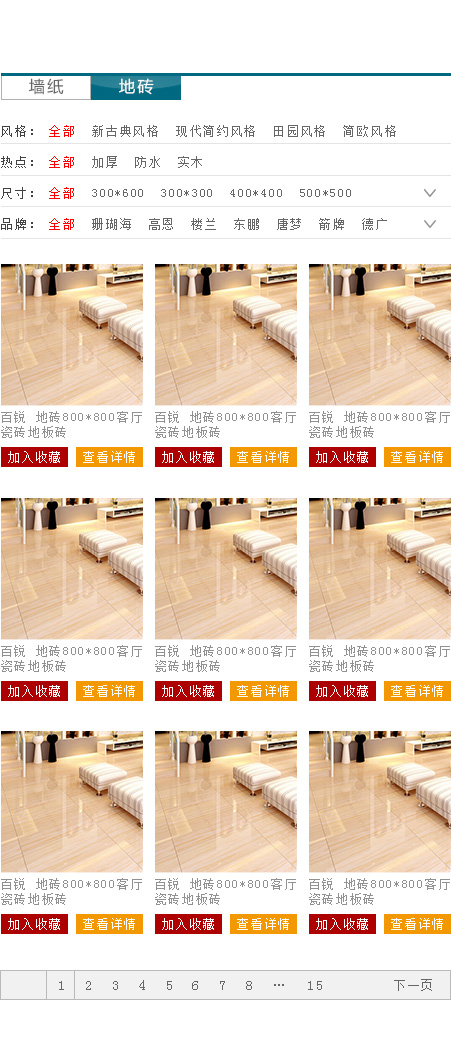 墙纸 地砖
风格： 全部 新古典风格 现代简约风格 田园风格 简欧风格
热点： 全部 加厚 防水 实木
尺寸： 全部 300*600 300*300 400*400 500*500
品牌： 全部 珊瑚海 高恩 楼兰 东鹏 唐梦 箭牌 德广
百锐 地砖800*800客厅 百锐 地砖800*800客厅 百锐 地砖800*800客厅
瓷砖地板砖 瓷砖地板砖 瓷砖地板砖
加入收藏 查看详情 加入收藏 查看详情 加入收藏 查看详情
百锐 地砖800*800客厅 百锐 地砖800*800客厅 百锐 地砖800*800客厅
瓷砖地板砖 瓷砖地板砖 瓷砖地板砖
加入收藏 查看详情 加入收藏 查看详情 加入收藏 查看详情
百锐 地砖800*800客厅 百锐 地砖800*800客厅 百锐 地砖800*800客厅
瓷砖地板砖 瓷砖地板砖 瓷砖地板砖
加入收藏 查看详情 加入收藏 查看详情 加入收藏 查看详情
1 2 3 4 5 6 7 8 … 15 下一页